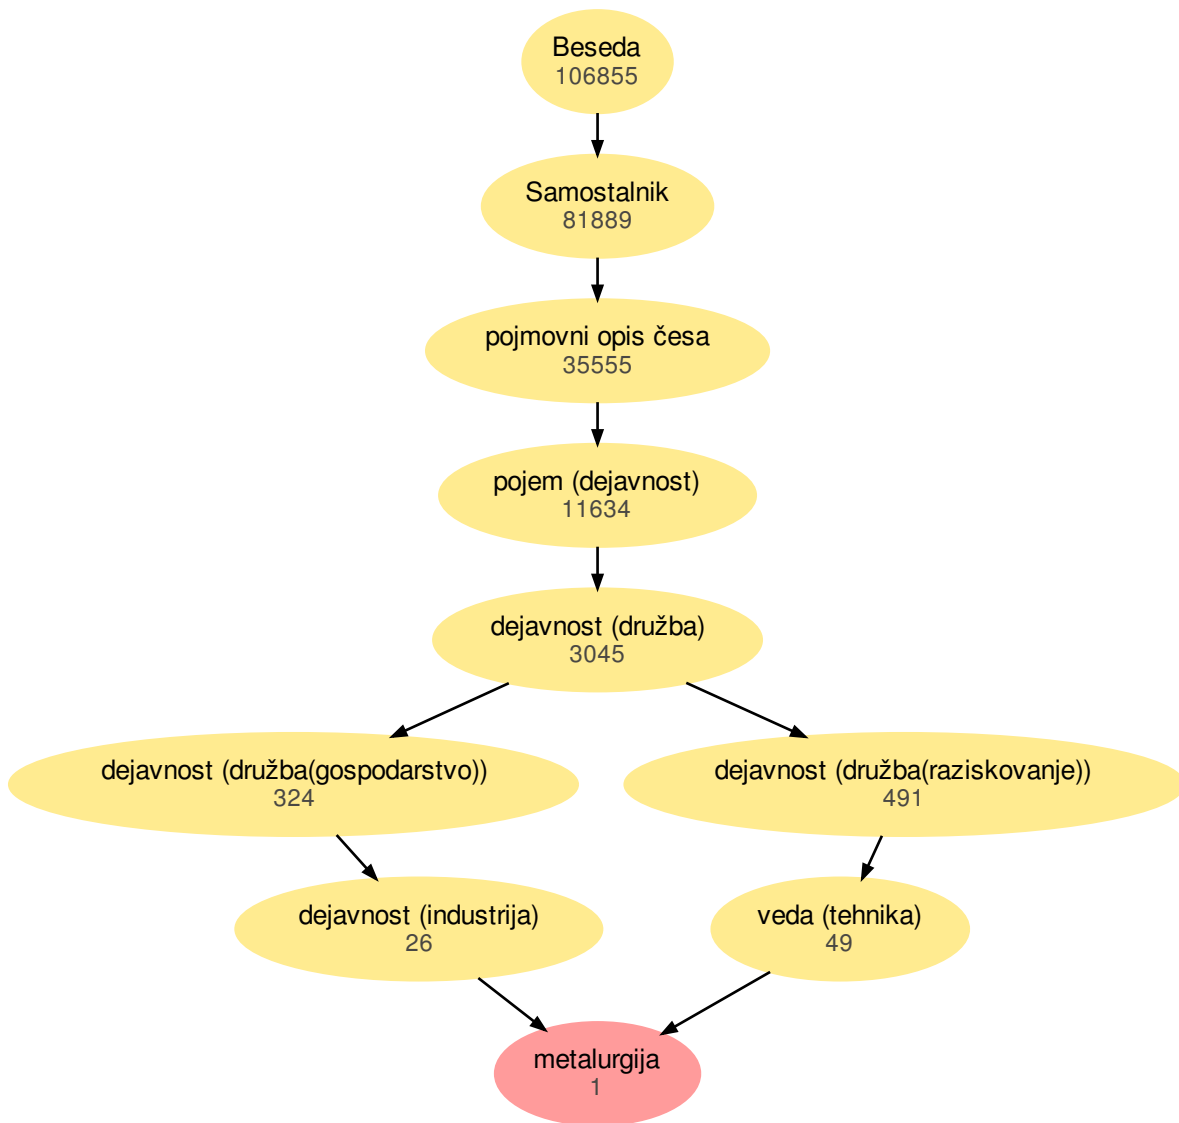 Beseda
106855
Samostalnik
81889
pojmovni opis česa
35555
pojem (dejavnost)
11634
dejavnost (družba)
3045
dejavnost (družba(gospodarstvo))
324
dejavnost (družba(raziskovanje))
491
dejavnost (industrija)
26
veda (tehnika)
49
metalurgija
1